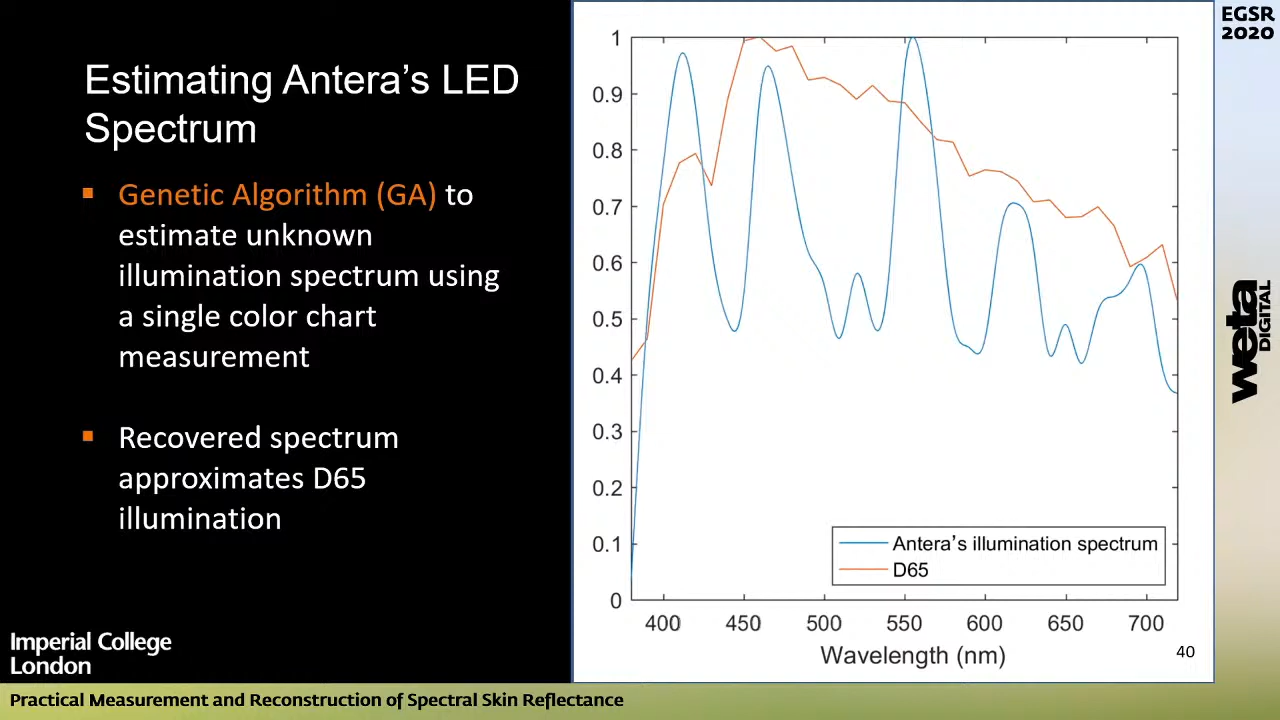 Estimating Antera’s LED
Spectrum
▪ Genetic Algorithm (GA) to
estimate unknown
illumination spectrum using
a single color chart
measurement
▪ Recovered spectrum
approximates D65
illumination
Imperial College
London
Practical Measurement and Reconstruction of Spectral Skin Reflectance
1
0.9
0.8
0.7
0.6
0.5
0.4
0.3
0.2
0.1
0
400 450 500 550 600 650 700
Wavelength (nm)
Antera’s illumination spectrum
D65
40
EGSR
2020
weta
DIGITAL